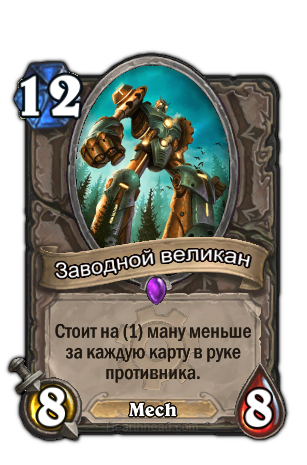 12
Заводной великан
Стоит на (1) ману меньше
за каждую карту в руке
противника.
8
Mech
8